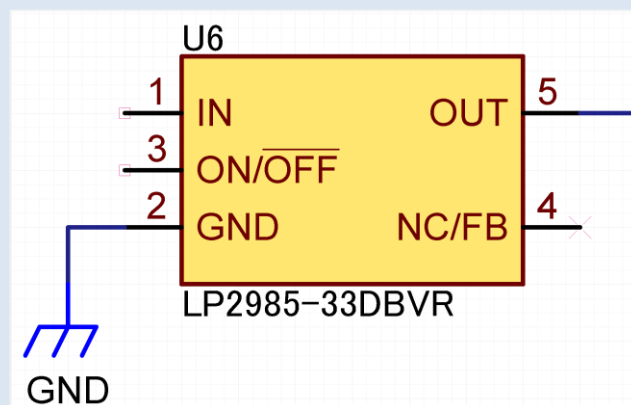 U6
1 IN OUT 5
3 ON/OFF
2 GND NC/FB 4
LP2985-33DBVR
GND